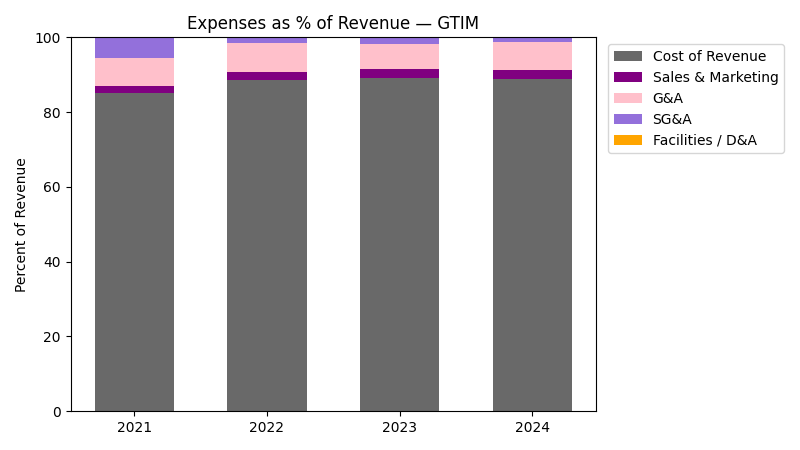 Expenses as % of Revenue — GTIM
Percent of Revenue
100
80
60
40
20
0
2021
2022
2023
2024
Cost of Revenue
Sales & Marketing
G&A
SG&A
Facilities / D&A